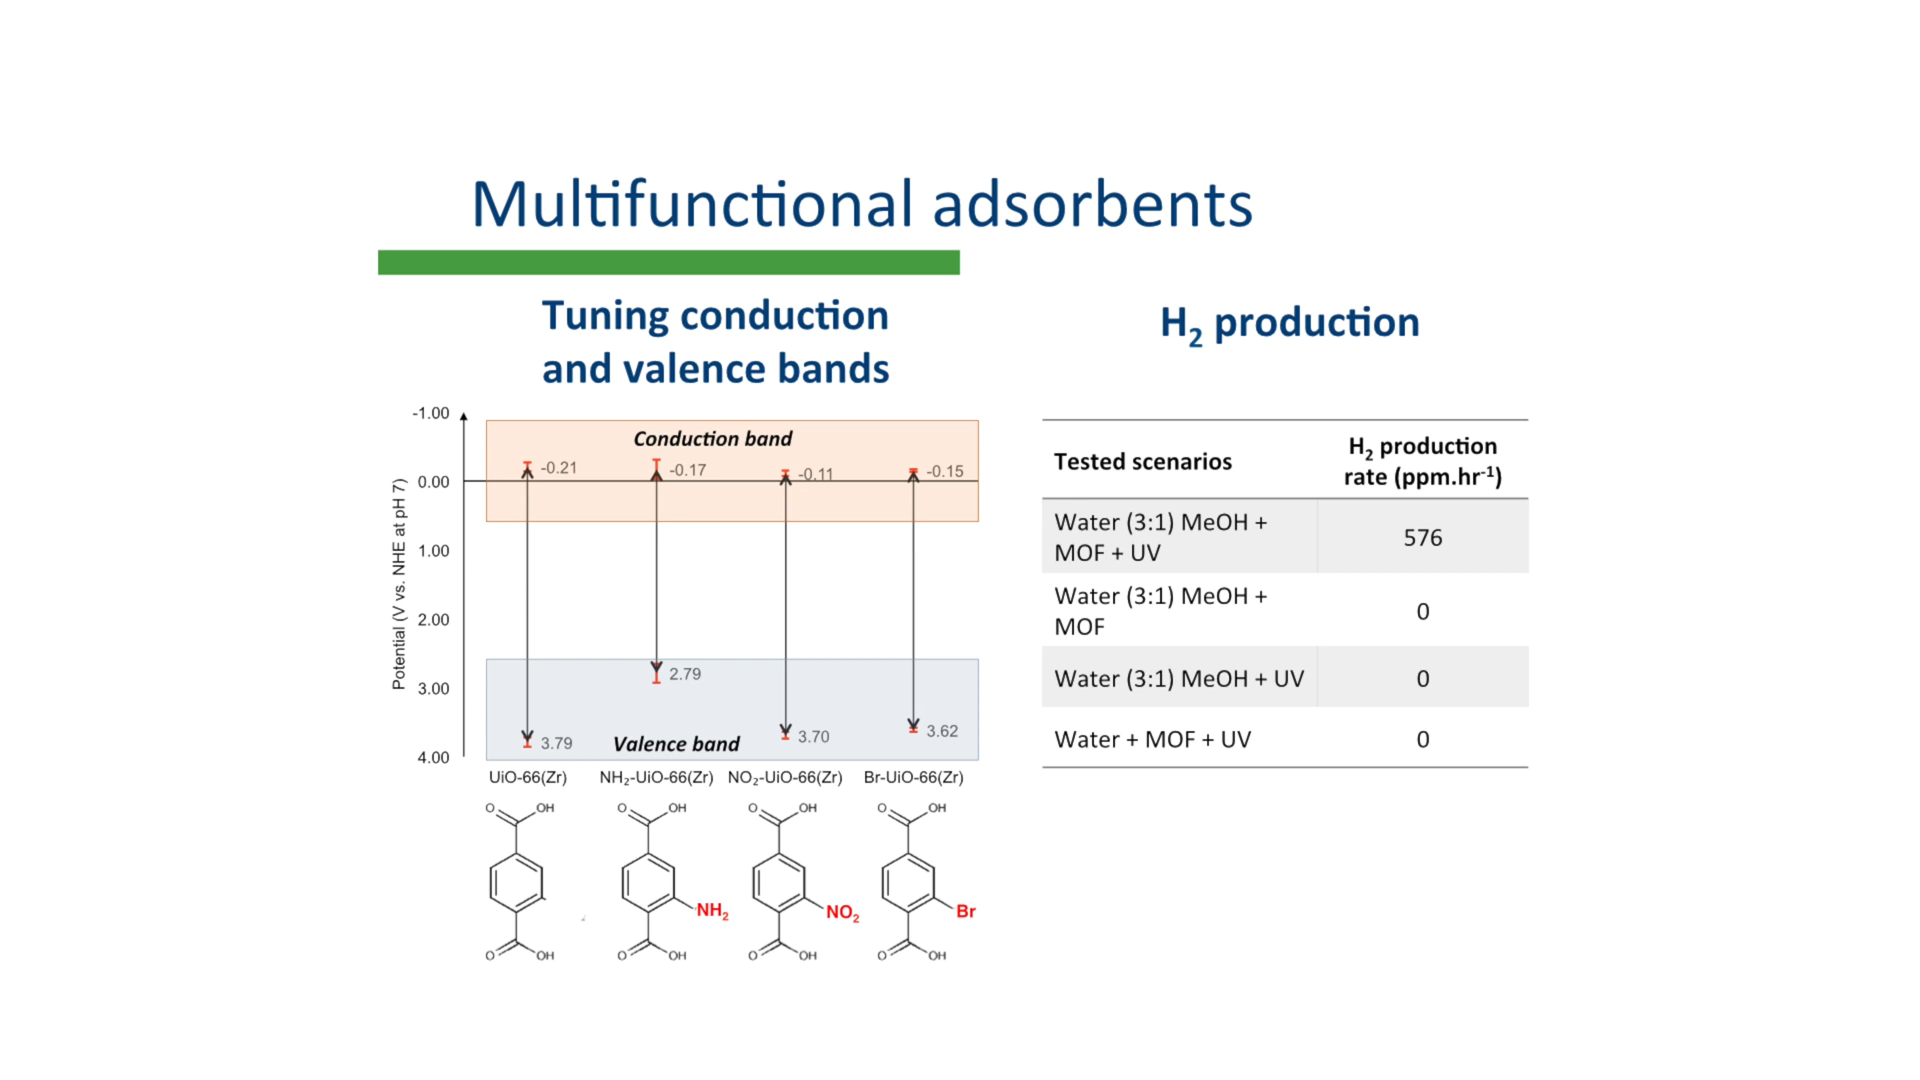 Multifunctional adsorbents
Tuning conduction
and valence bands
-1.00
0.00
1.00
2.00
3.00
4.00
Potential (V vs. NHE at pH 7)
Conduction band
-0.21
-0.17
-0.11
-0.15
2.79
3.79
3.70
3.62
Valence band
UiO-66(Zr)
NH₂-UiO-66(Zr)
NO₂-UiO-66(Zr)
Br-UiO-66(Zr)
O OH
O OH
O OH
O OH
NH₂
NO₂
Br
O OH
O OH
O OH
O OH
H₂ production
Tested scenarios
H₂ production
rate (ppm.hr⁻¹)
Water (3:1) MeOH +
MOF + UV
576
Water (3:1) MeOH +
MOF
0
Water (3:1) MeOH + UV
0
Water + MOF + UV
0